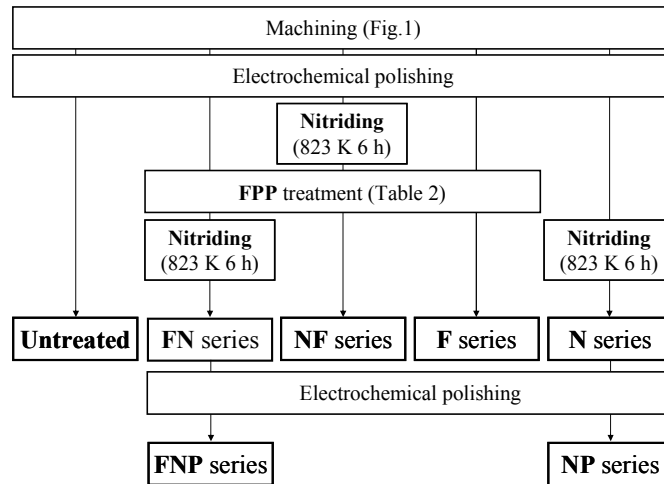 Machining (Fig.1)
Electrochemical polishing
Nitriding
(823 K 6 h)
FPP treatment (Table 2)
Nitriding
(823 K 6 h)
Nitriding
(823 K 6 h)
Untreated
FN series
NF series
F series
N series
Electrochemical polishing
FNP series
NP series